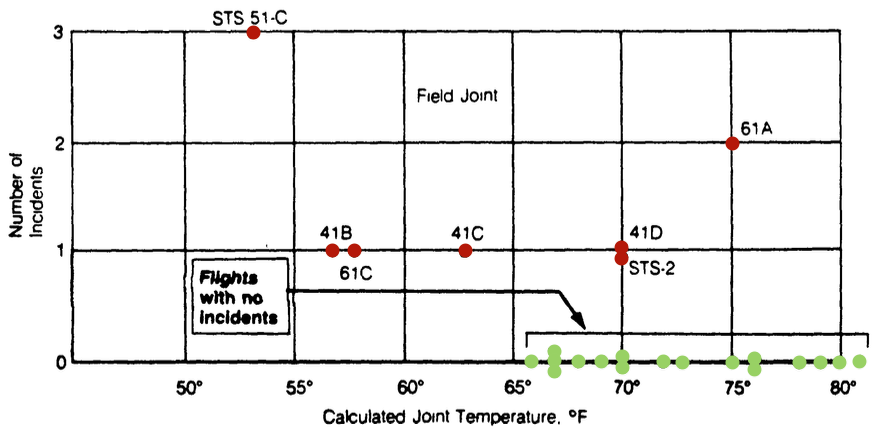 STS 51-C
3
Field Joint
61A
2
Number of
Incidents
41B
41C
41D
1
61C
STS-2
Flights
with no
incidents
0
50°
55°
60°
65°
70°
75°
80°
Calculated Joint Temperature, °F